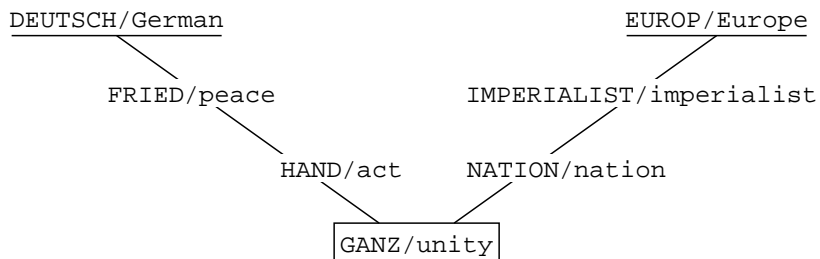 DEUTSCH/German EUROP/Europe
FRIED/peace IMPERIALIST/imperialist
HAND/act NATION/nation
GANZ/unity